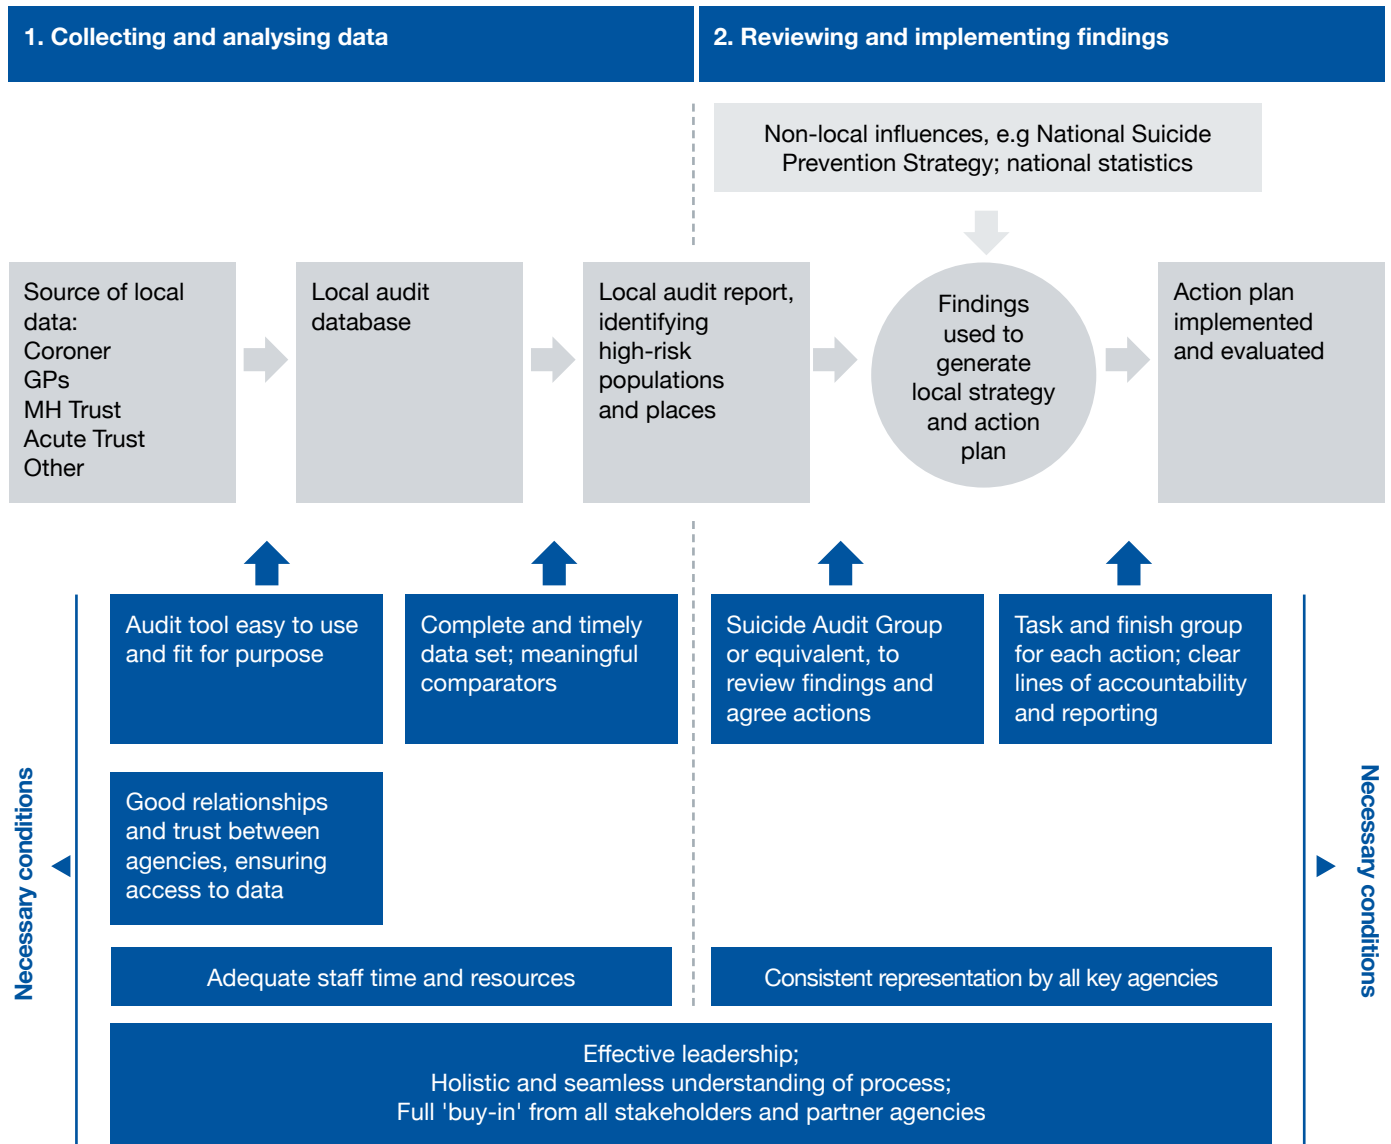 1. Collecting and analysing data
2. Reviewing and implementing findings
Non-local influences, e.g National Suicide
Prevention Strategy; national statistics
Source of local
data:
Coroner
GPs
MH Trust
Acute Trust
Other
Local audit
database
Local audit report,
identifying
high-risk
populations
and places
Findings
used to
generate
local strategy
and action
plan
Action plan
implemented
and evaluated
Necessary conditions
Audit tool easy to use
and fit for purpose
Complete and timely
data set; meaningful
comparators
Suicide Audit Group
or equivalent, to
review findings and
agree actions
Task and finish group
for each action; clear
lines of accountability
and reporting
Necessary conditions
Good relationships
and trust between
agencies, ensuring
access to data
Adequate staff time and resources
Consistent representation by all key agencies
Effective leadership;
Holistic and seamless understanding of process;
Full 'buy-in' from all stakeholders and partner agencies